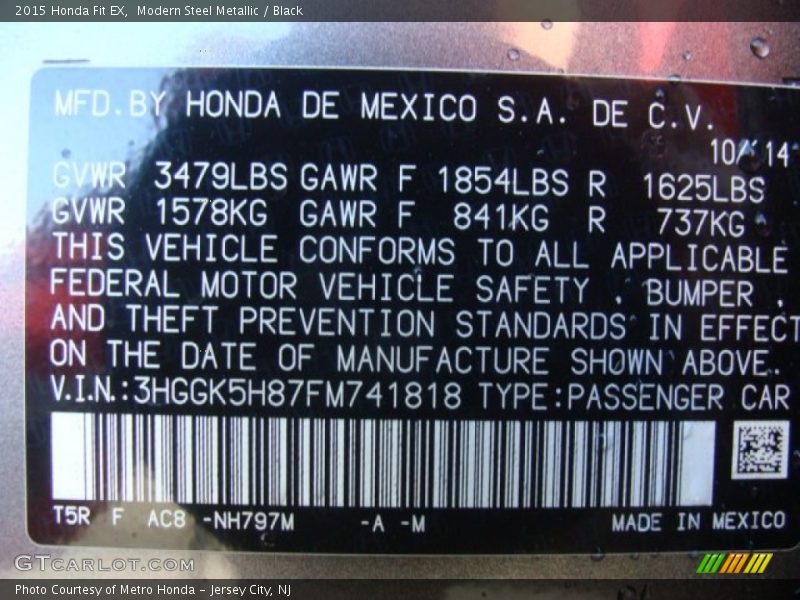 2015 Honda Fit EX,  Modern Steel Metallic / Black
MFD.BY HONDA DE MEXICO S.A. DE C.V.
10/14
GVWR 3479LBS GAWR F 1854LBS R 1625LBS
GVWR 1578KG GAWR F 841KG R 737KG
THIS VEHICLE CONFORMS TO ALL APPLICABLE
FEDERAL MOTOR VEHICLE SAFETY , BUMPER ,
AND THEFT PREVENTION STANDARDS IN EFFECT
ON THE DATE OF MANUFACTURE SHOWN ABOVE.
V.I.N.:3HGGK5H87FM741818 TYPE:PASSENGER CAR
T5R F AC8 -NH797M -A -M MADE IN MEXICO
GTCARLOT.COM
Photo Courtesy of Metro Honda - Jersey City, NJ